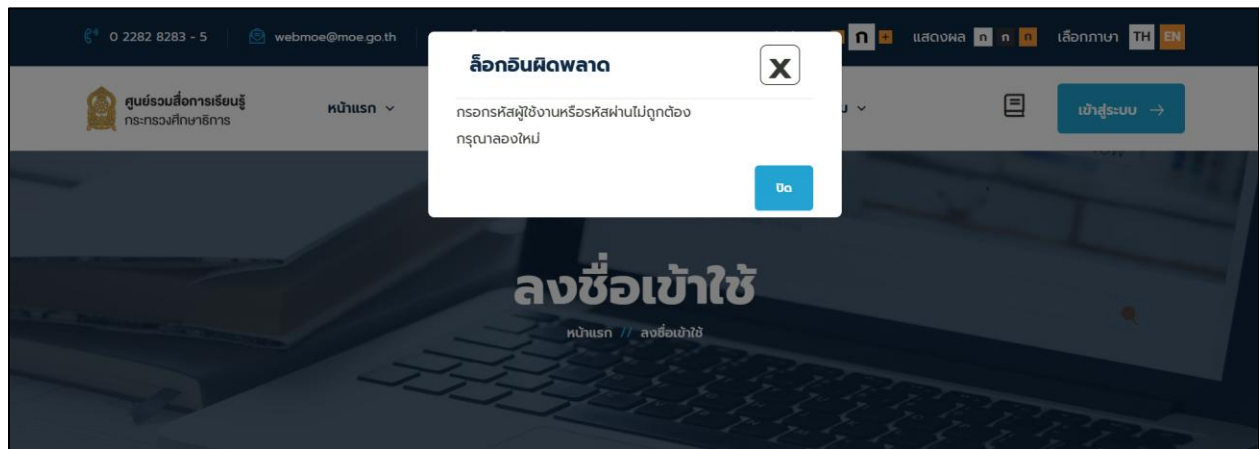 0 2282 8283 - 5 webmoe@moe.go.th ก + แสดงผล ก ก ก เลือกภาษา TH EN
ล็อกอินผิดพลาด X
ศูนย์รวมสื่อการเรียนรู้
กระทรวงศึกษาธิการ
หน้าแรก
เข้าสู่ระบบ →
กรอกรหัสผู้ใช้งานหรือรหัสผ่านไม่ถูกต้อง
กรุณาลองใหม่
ปิด
ลงชื่อเข้าใช้
หน้าแรก // ลงชื่อเข้าใช้